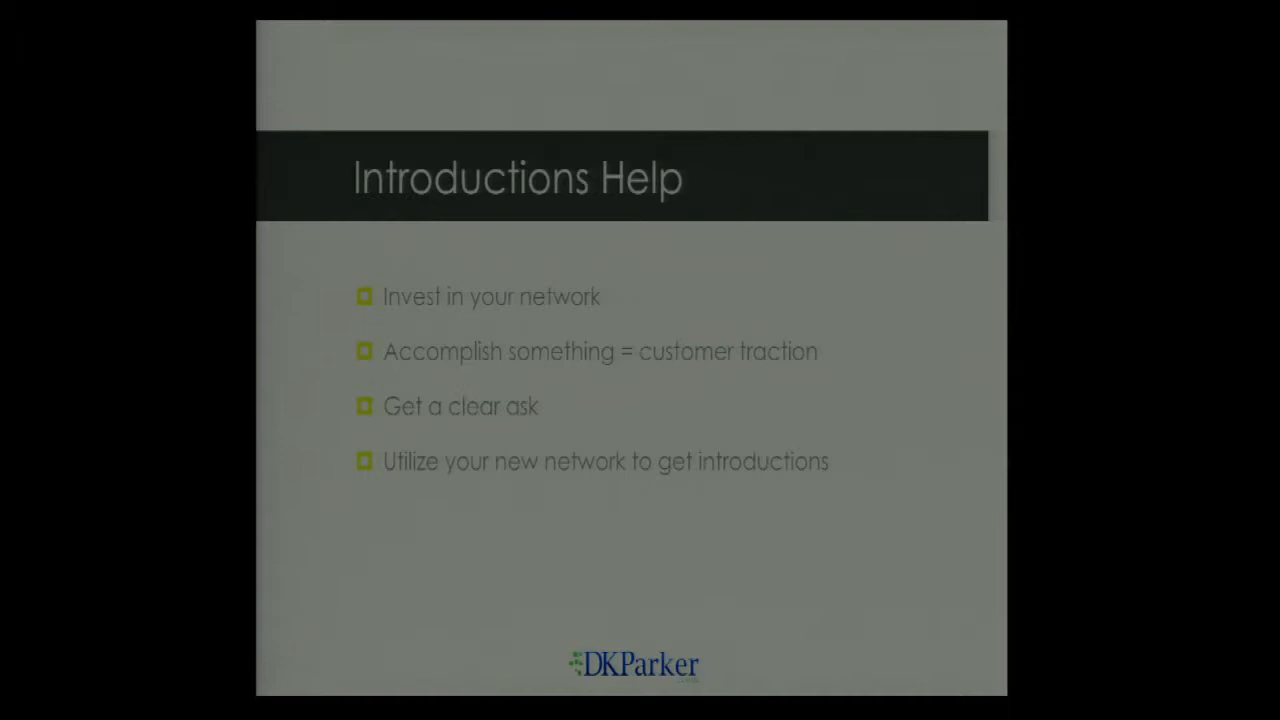 Introductions Help
Invest in your network
Accomplish something = customer traction
Get a clear ask
Utilize your new network to get introductions
DKParker